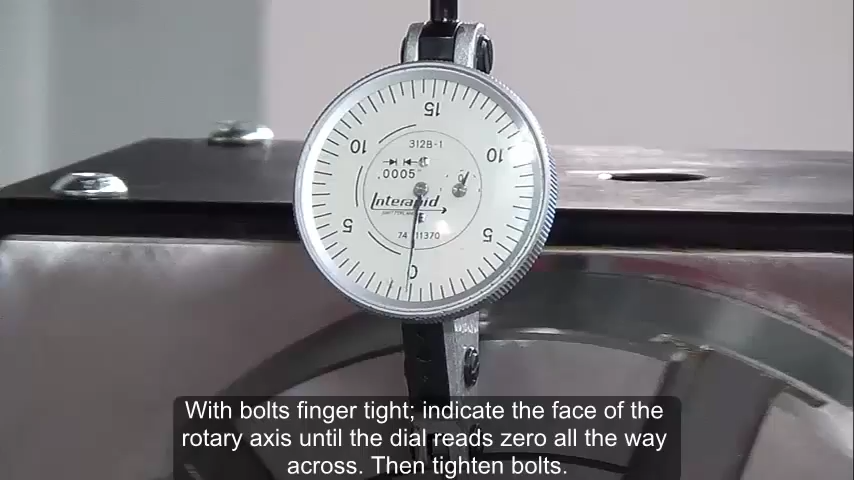 15
10
10
312B-1
.0005"
0
Interapid
5
5
0
With bolts finger tight; indicate the face of the
rotary axis until the dial reads zero all the way
across. Then tighten bolts.